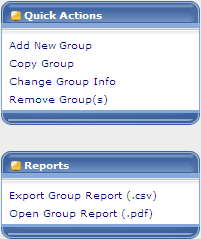 Quick Actions
Add New Group
Copy Group
Change Group Info
Remove Group(s)
Reports
Export Group Report (.csv)
Open Group Report (.pdf)